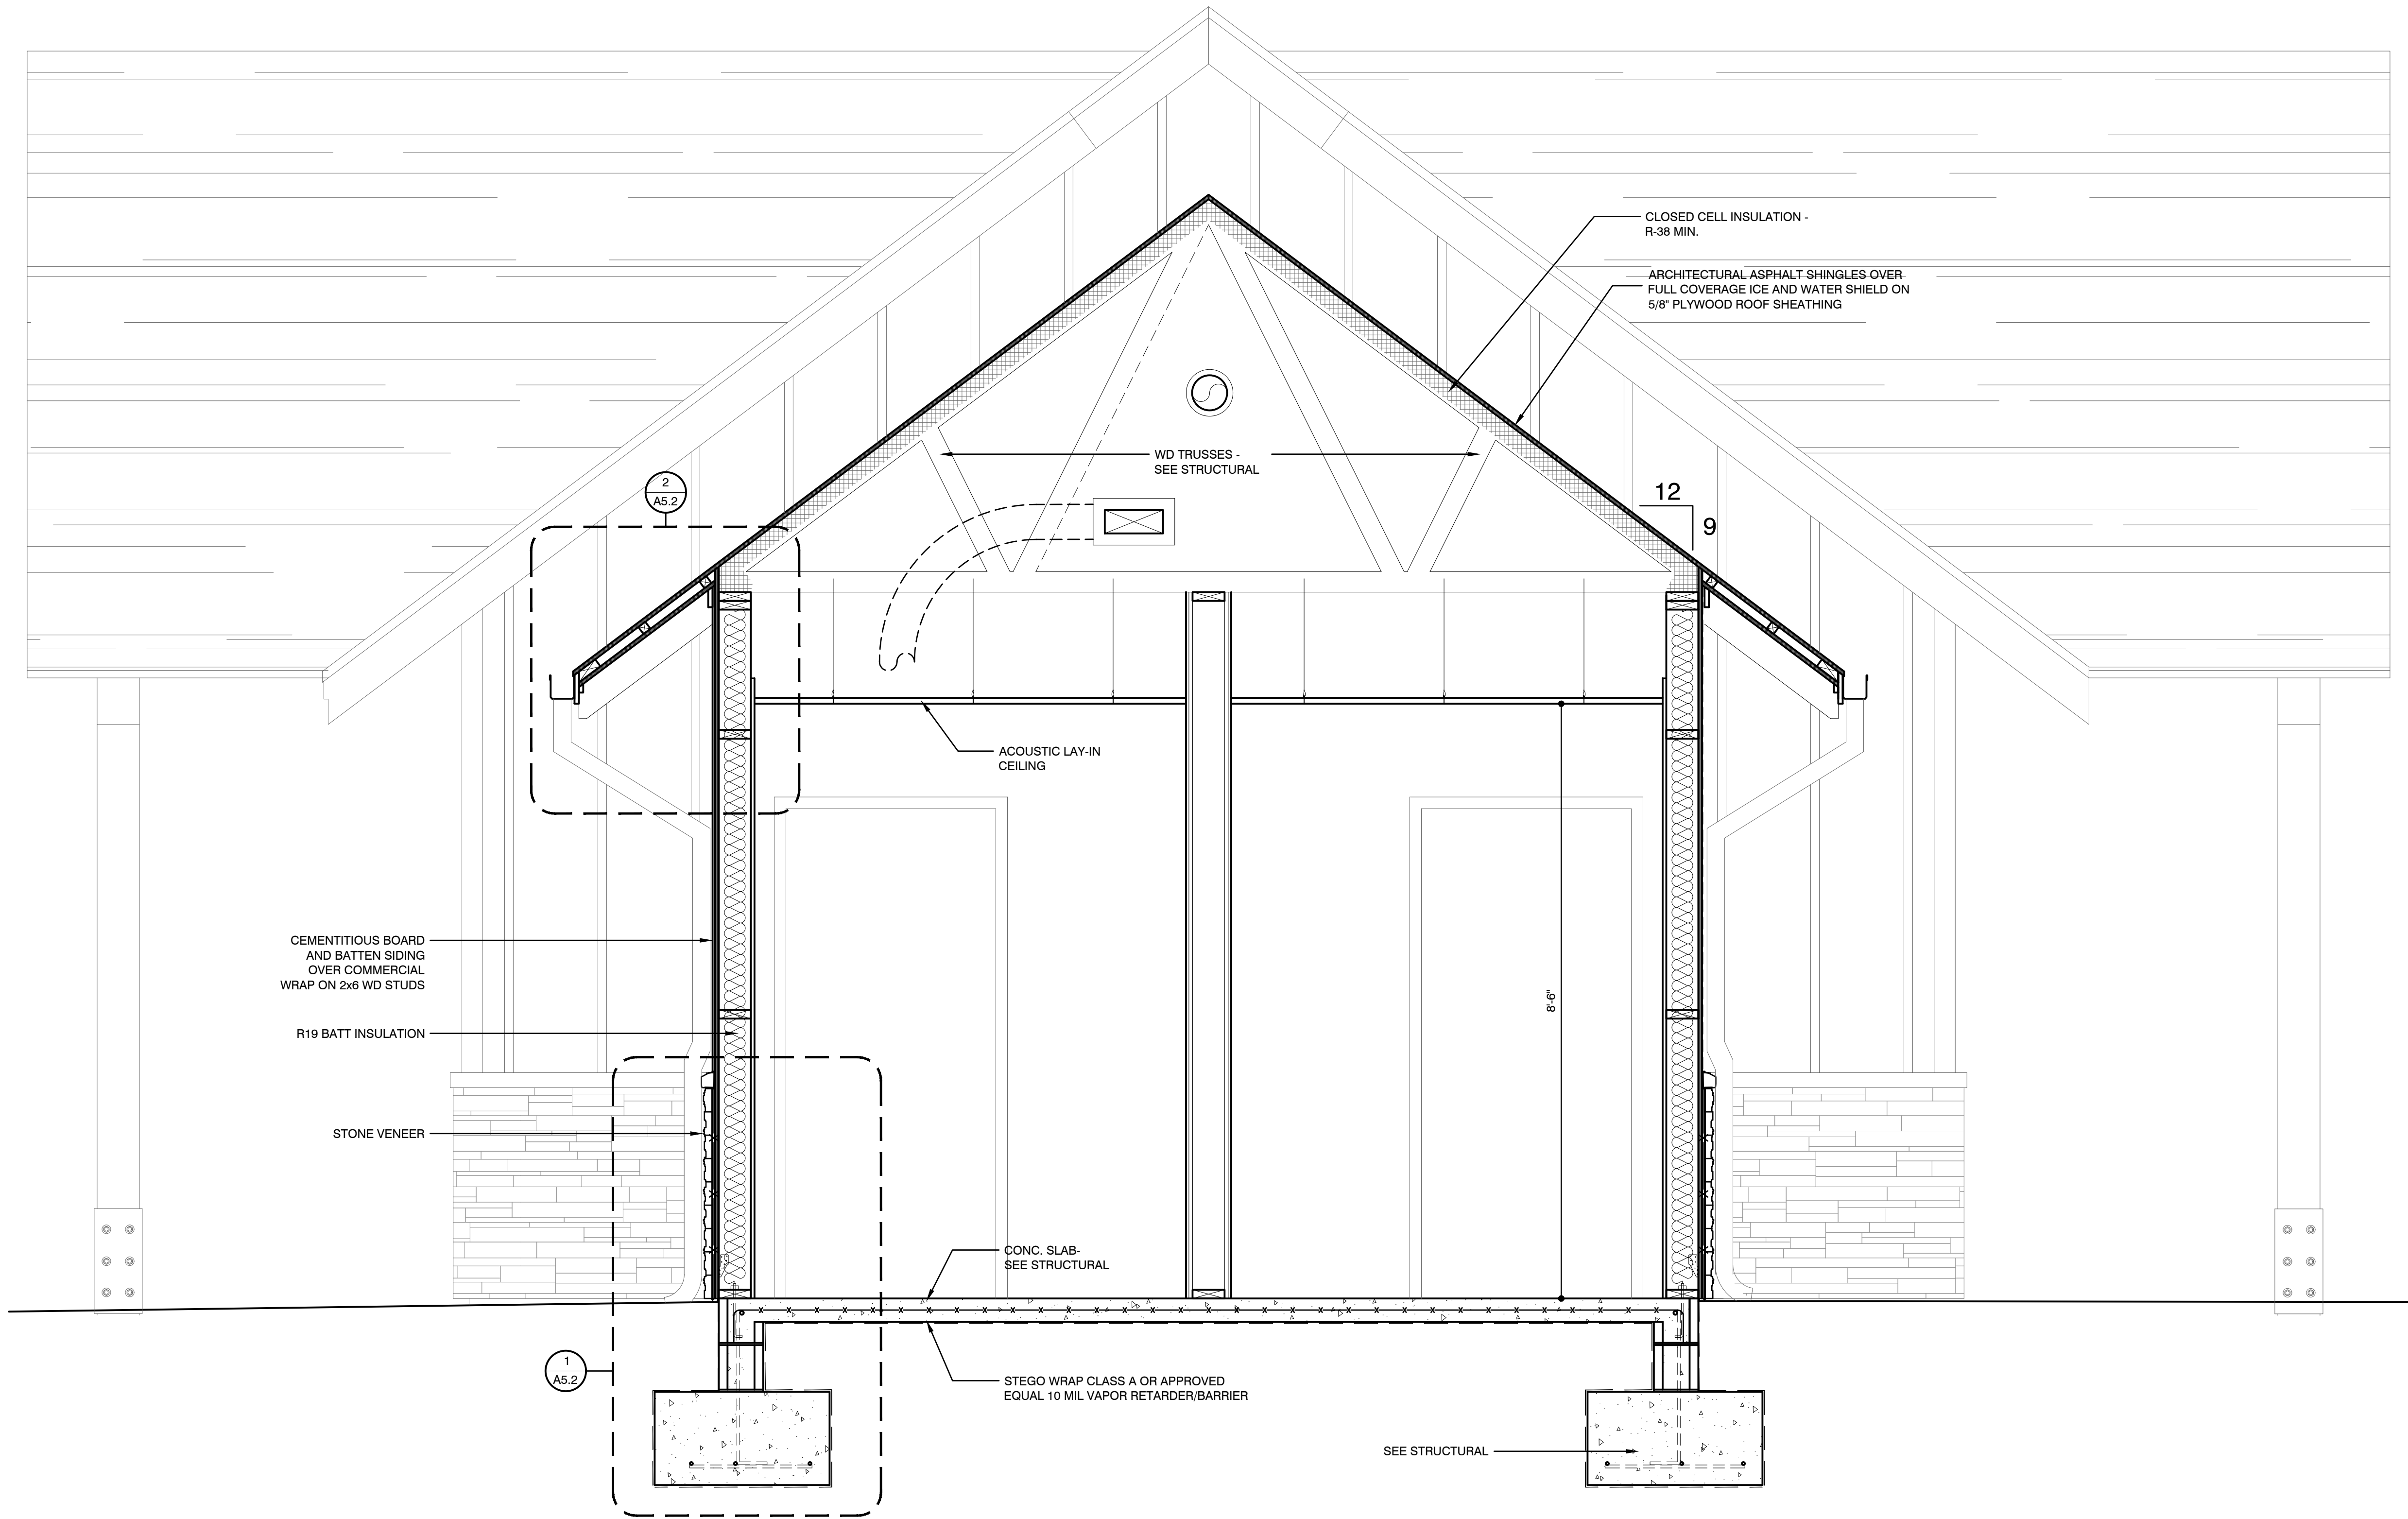 CLOSED CELL INSULATION -
R-38 MIN.
ARCHITECTURAL ASPHALT SHINGLES OVER
FULL COVERAGE ICE AND WATER SHIELD ON
5/8" PLYWOOD ROOF SHEATHING
WD TRUSSES -
SEE STRUCTURAL
2
A5.2
12
9
ACOUSTIC LAY-IN
CEILING
CEMENTITIOUS BOARD
AND BATTEN SIDING
OVER COMMERCIAL
WRAP ON 2x6 WD STUDS
8'-6"
R19 BATT INSULATION
STONE VENEER
CONC. SLAB-
SEE STRUCTURAL
1
A5.2
STEGO WRAP CLASS A OR APPROVED
EQUAL 10 MIL VAPOR RETARDER/BARRIER
SEE STRUCTURAL